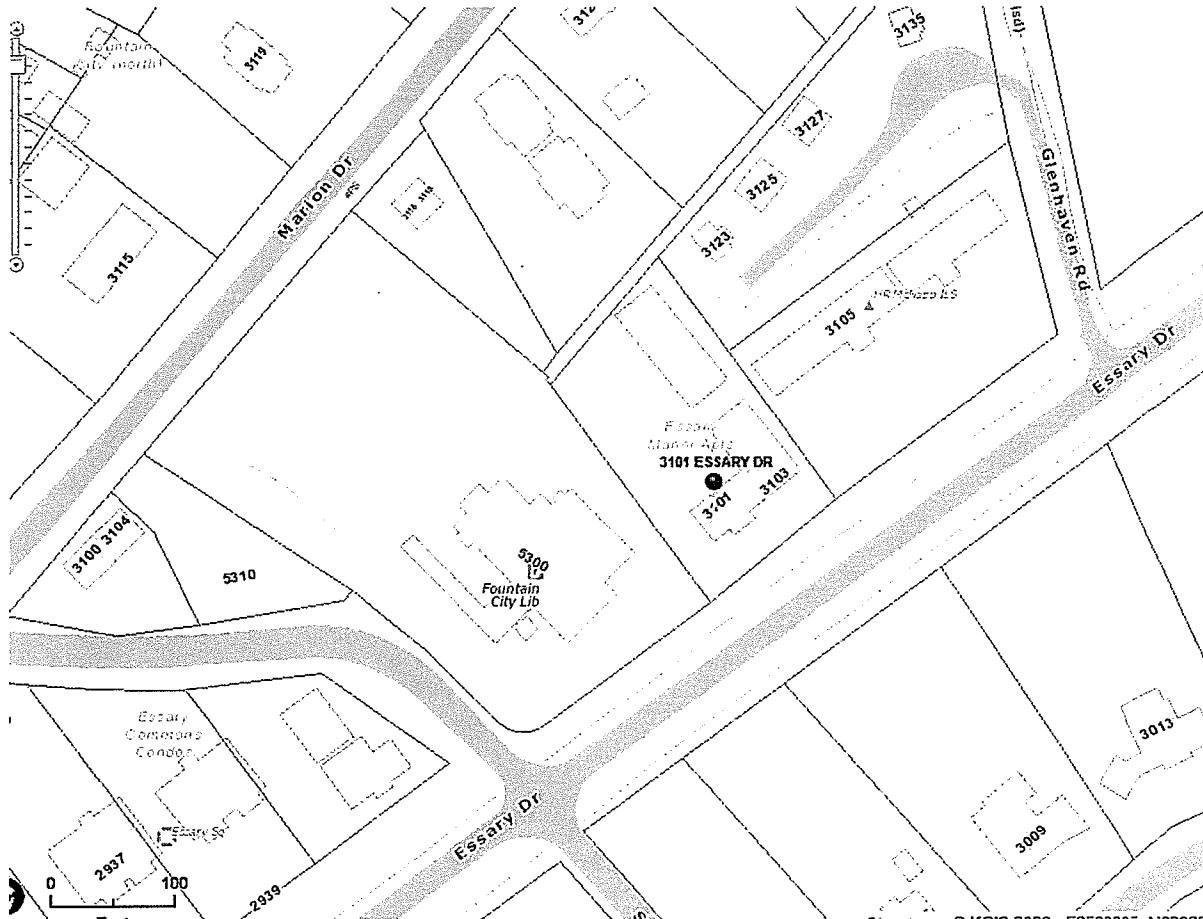 Fountain
City (north)
3119
3135
3127
Marion Dr
3125
3116 3118
3123
Glenhaven Rd
3115
3105
Essary Dr
Essary
Manor Apts
3101 ESSARY DR
3101
3103
3100 3104
5310
5300
Fountain
City Lib
Essary
Commons
Condos
3013
Essary Sq
Essary Dr
3009
2937
2939
0 100